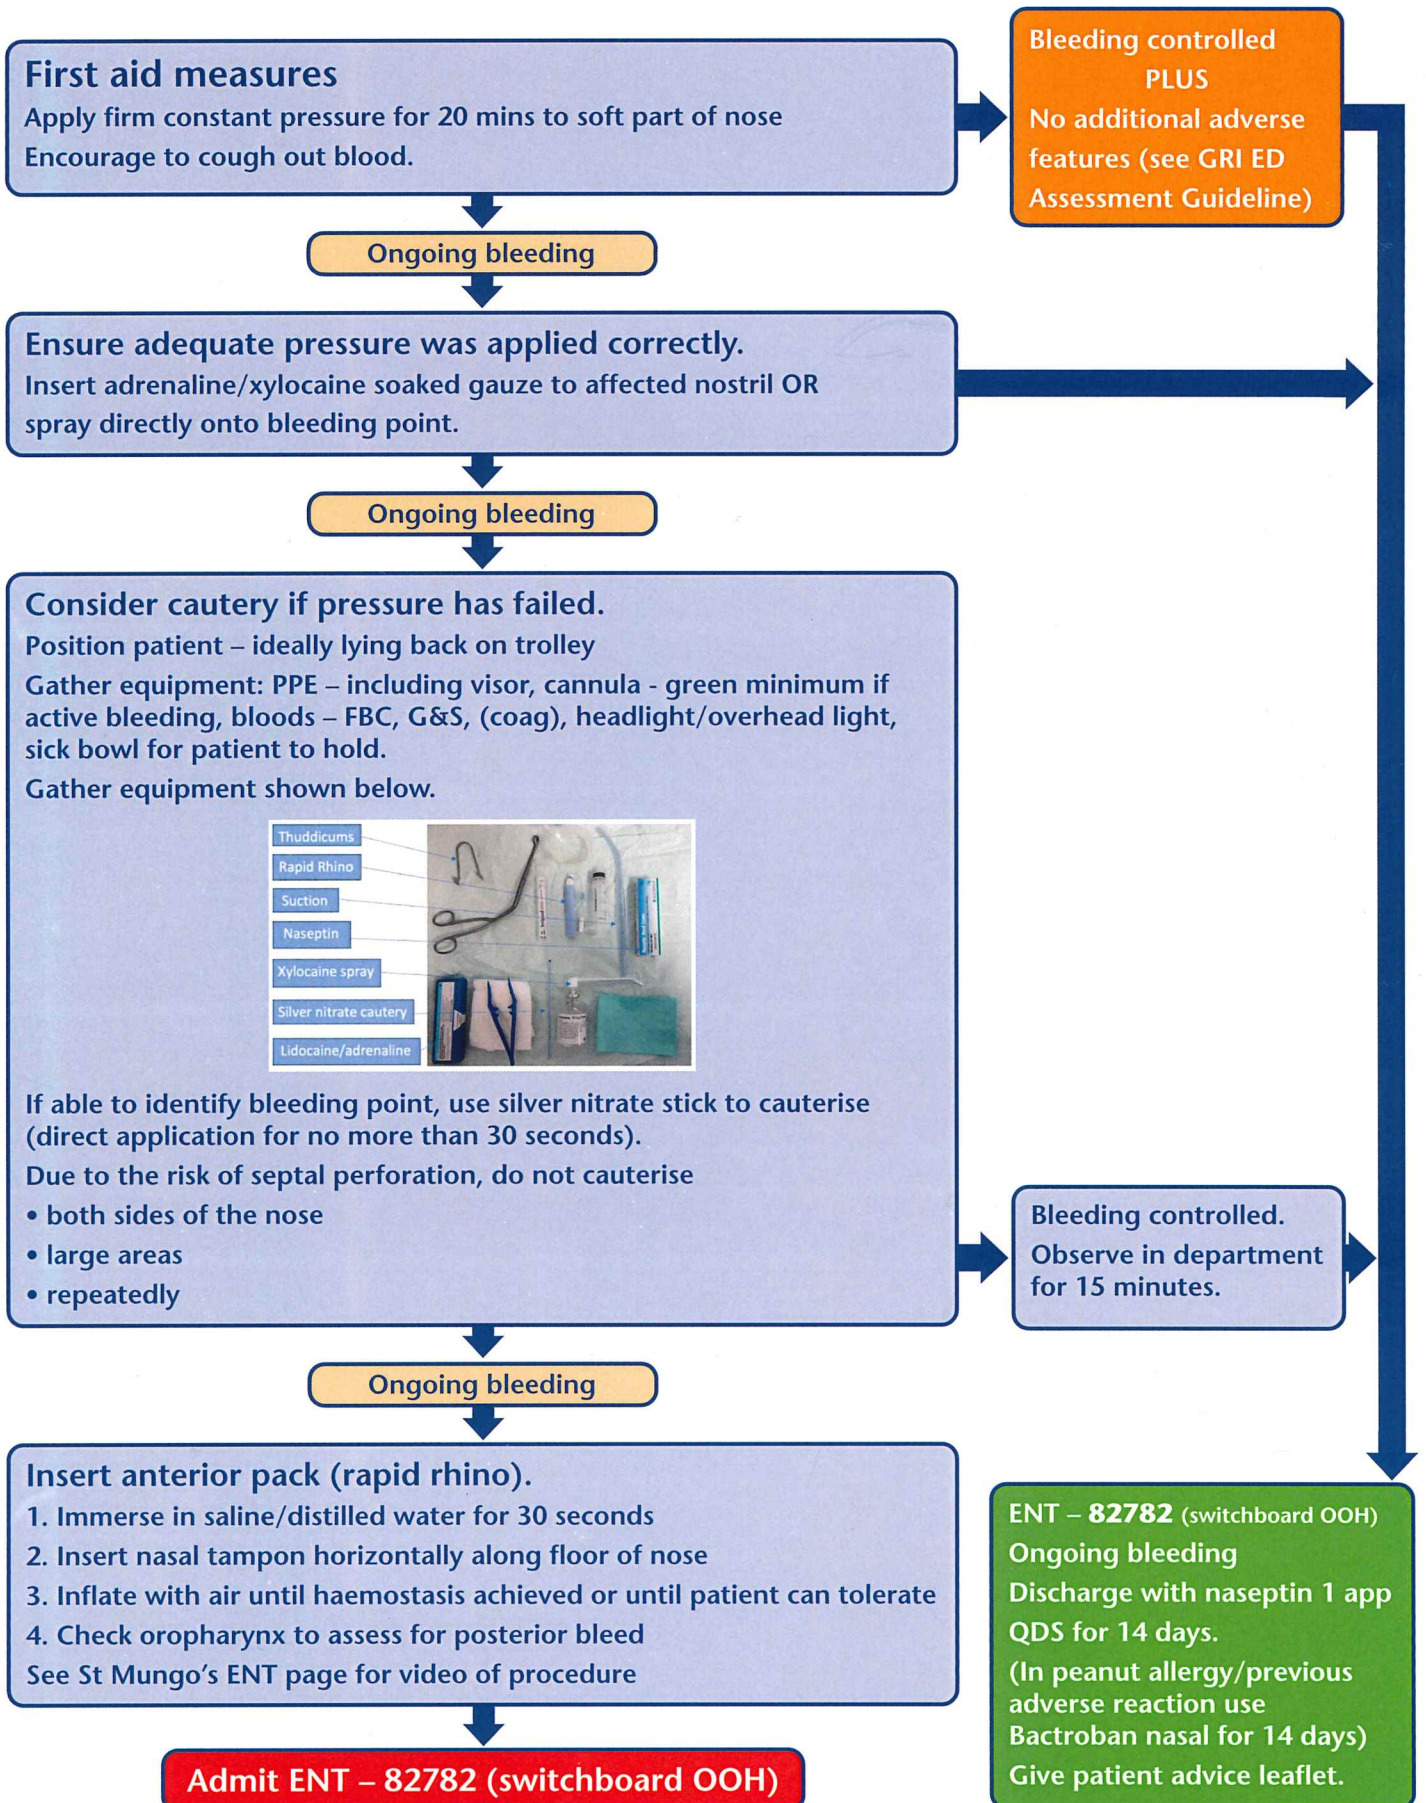 First aid measures
Apply firm constant pressure for 20 mins to soft part of nose
Encourage to cough out blood.
Bleeding controlled
PLUS
No additional adverse
features (see GRI ED
Assessment Guideline)
Ongoing bleeding
Ensure adequate pressure was applied correctly.
Insert adrenaline/xylocaine soaked gauze to affected nostril OR
spray directly onto bleeding point.
Ongoing bleeding
Consider cautery if pressure has failed.
Position patient – ideally lying back on trolley
Gather equipment: PPE – including visor, cannula - green minimum if
active bleeding, bloods – FBC, G&S, (coag), headlight/overhead light,
sick bowl for patient to hold.
Gather equipment shown below.
Thuddicums
Rapid Rhino
Suction
Naseptin
Xylocaine spray
Silver nitrate cautery
Lidocaine/adrenaline
If able to identify bleeding point, use silver nitrate stick to cauterise
(direct application for no more than 30 seconds).
Due to the risk of septal perforation, do not cauterise
• both sides of the nose
• large areas
• repeatedly
Bleeding controlled.
Observe in department
for 15 minutes.
Ongoing bleeding
Insert anterior pack (rapid rhino).
1. Immerse in saline/distilled water for 30 seconds
2. Insert nasal tampon horizontally along floor of nose
3. Inflate with air until haemostasis achieved or until patient can tolerate
4. Check oropharynx to assess for posterior bleed
See St Mungo's ENT page for video of procedure
Admit ENT – 82782 (switchboard OOH)
ENT – 82782 (switchboard OOH)
Ongoing bleeding
Discharge with naseptin 1 app
QDS for 14 days.
(In peanut allergy/previous
adverse reaction use
Bactroban nasal for 14 days)
Give patient advice leaflet.